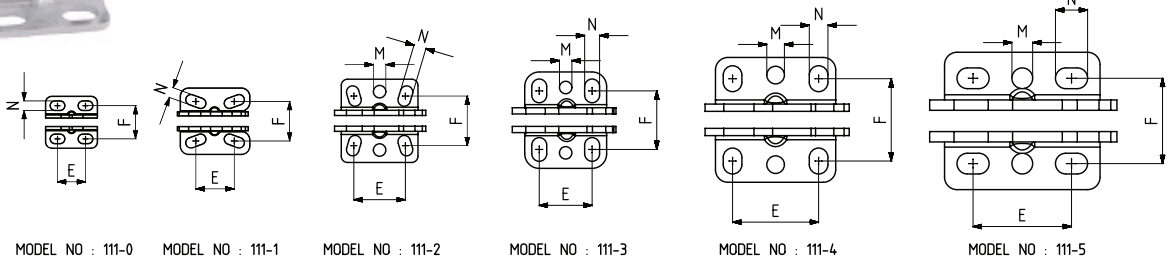 N
E
F
MODEL NO : 111-0
N
E
F
MODEL NO : 111-1
M
N
E
F
MODEL NO : 111-2
M
N
E
F
MODEL NO : 111-3
M
N
E
F
MODEL NO : 111-4
M
N
E
F
MODEL NO : 111-5